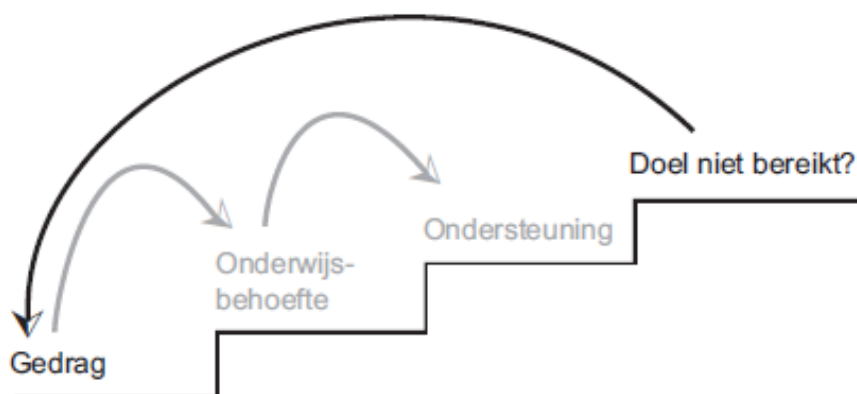 Doel niet bereikt?
Ondersteuning
Onderwijs-
behoefte
Gedrag